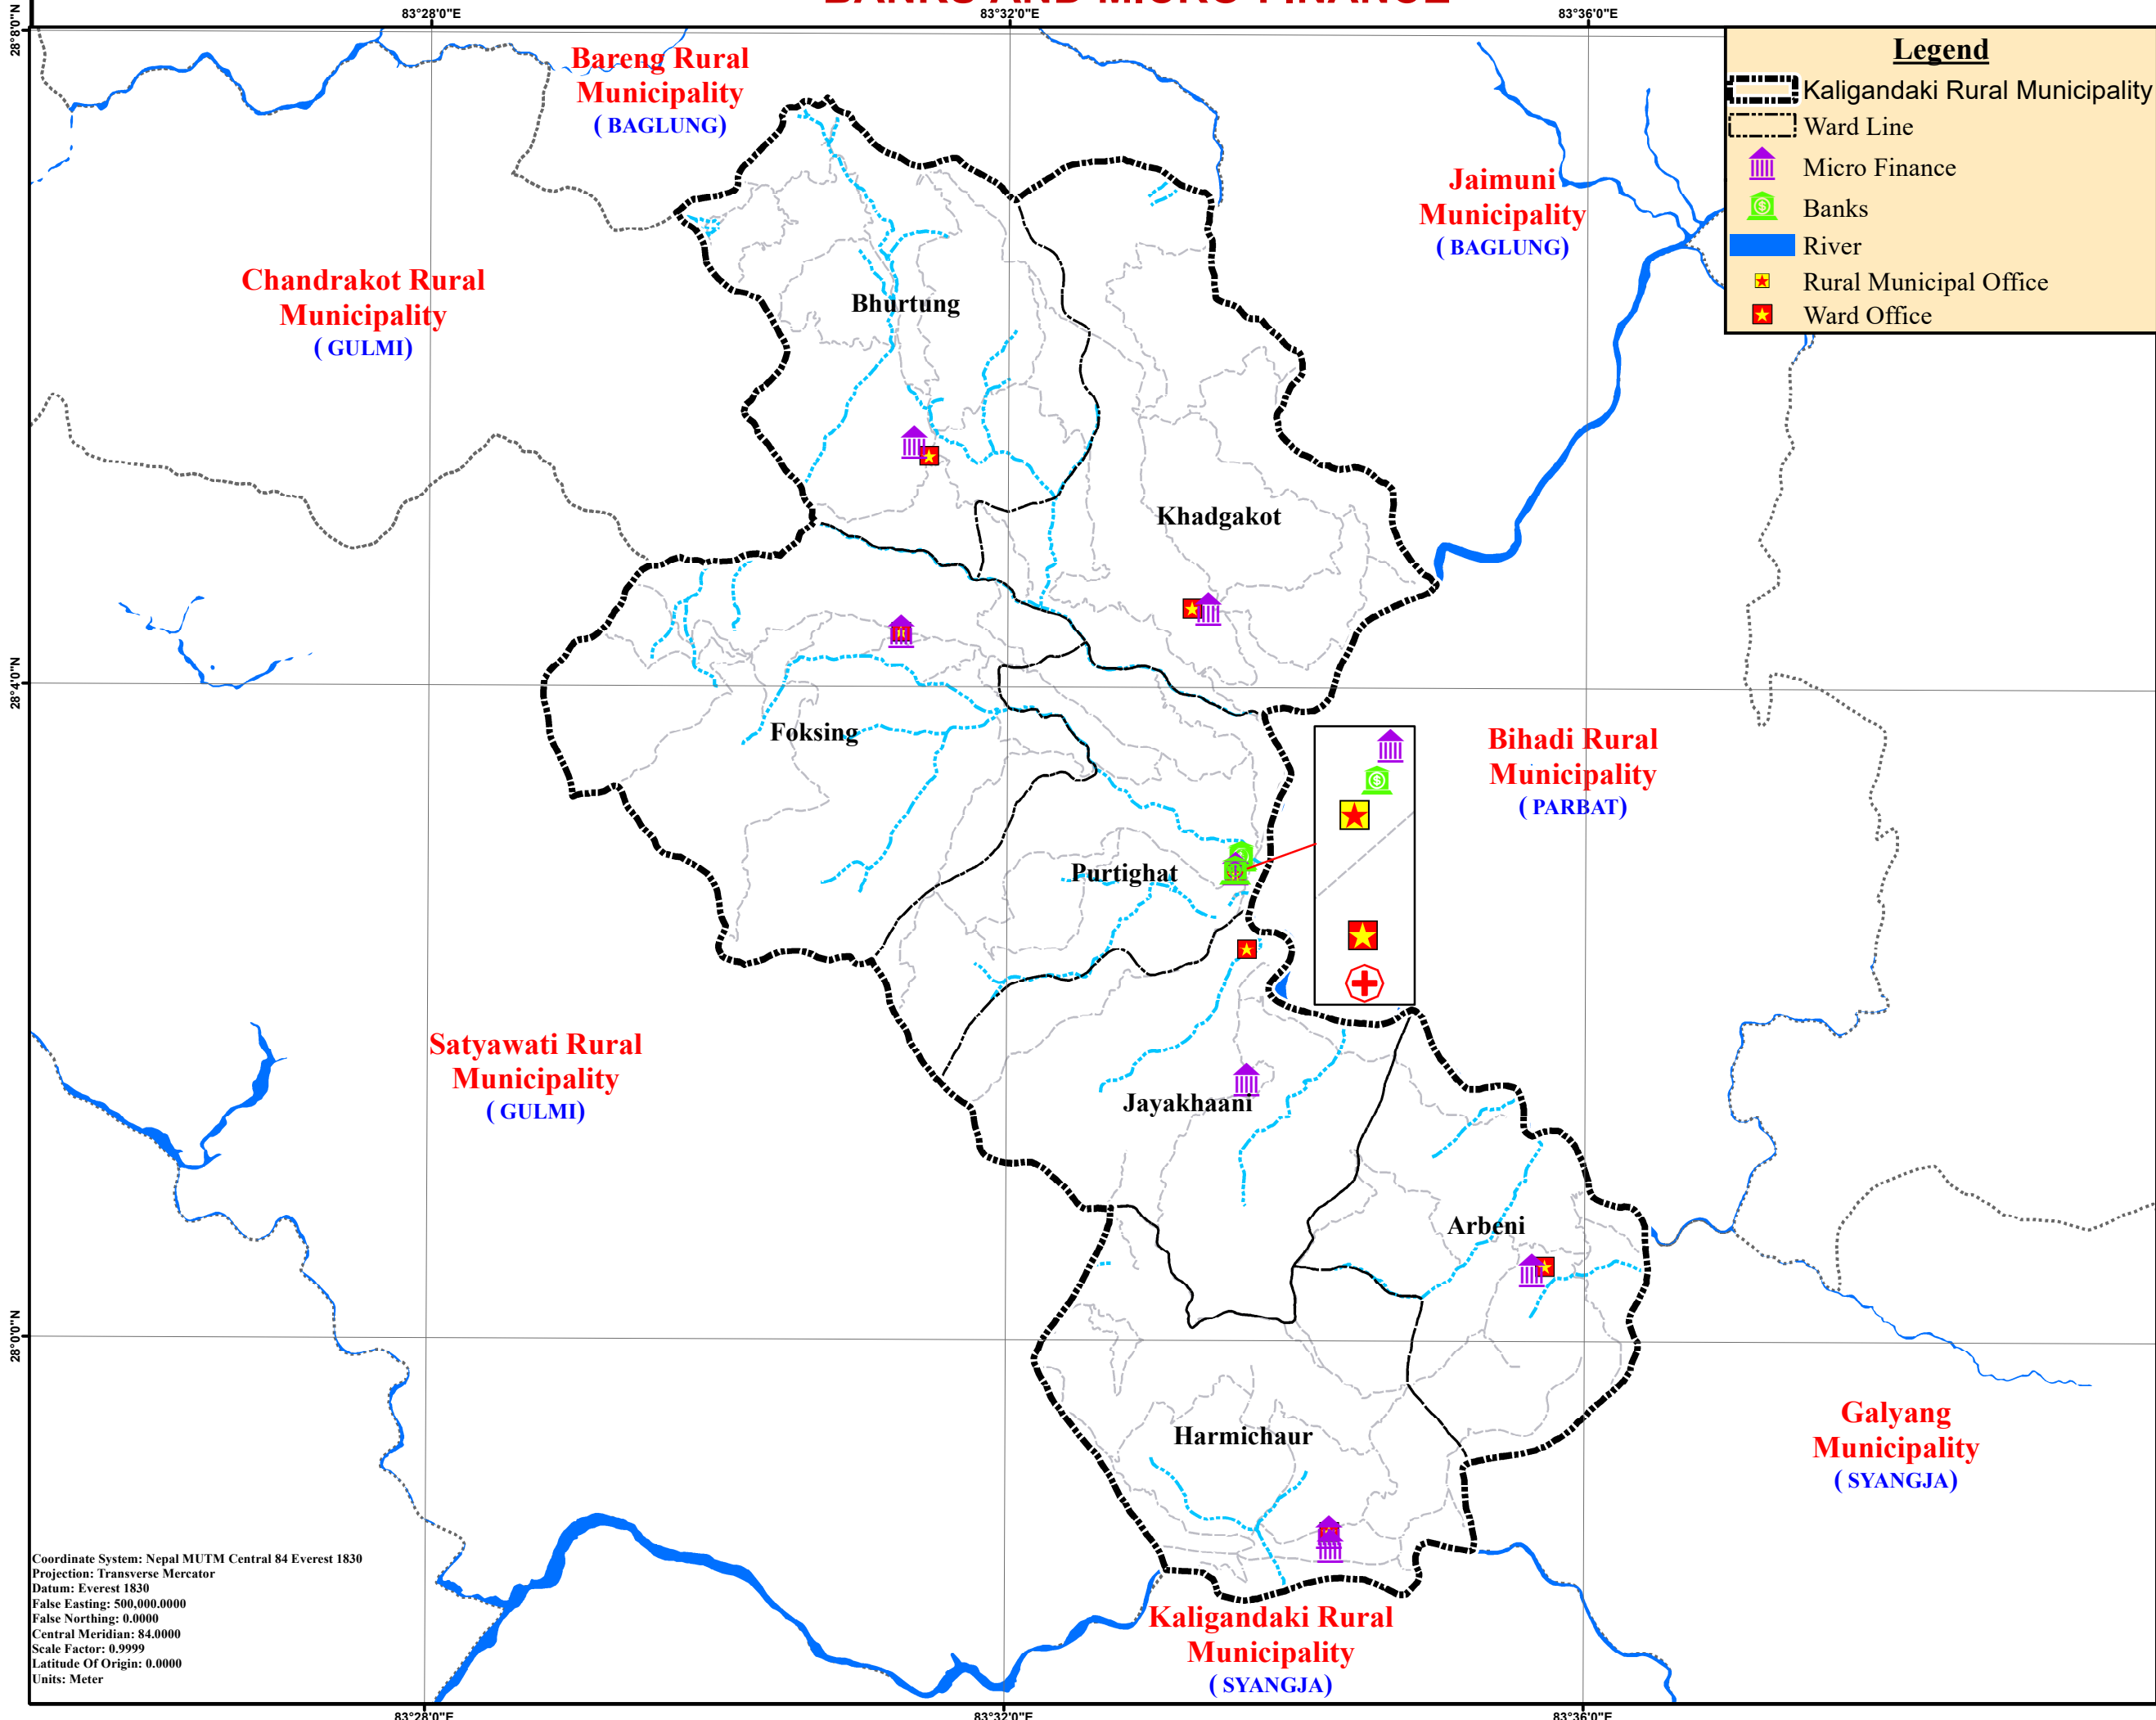 BANKS AND MICRO FINANCE
83°28'0"E
83°32'0"E
83°36'0"E
28°8'0"N
28°4'0"N
28°0'0"N
Legend
Kaligandaki Rural Municipality
Ward Line
Micro Finance
Banks
River
Rural Municipal Office
Ward Office
Bareng Rural
Municipality
( BAGLUNG)
Jaimuni
Municipality
( BAGLUNG)
Chandrakot Rural
Municipality
( GULMI)
Bhurtung
Khadgakot
Foksing
Bihadi Rural
Municipality
( PARBAT)
Purtighat
Satyawati Rural
Municipality
( GULMI)
Jayakhaani
Arbeni
Harmichaur
Galyang
Municipality
( SYANGJA)
Kaligandaki Rural
Municipality
( SYANGJA)
Coordinate System: Nepal MUTM Central 84 Everest 1830
Projection: Transverse Mercator
Datum: Everest 1830
False Easting: 500,000.0000
False Northing: 0.0000
Central Meridian: 84.0000
Scale Factor: 0.9999
Latitude Of Origin: 0.0000
Units: Meter
83°28'0"E
83°32'0"E
83°36'0"E